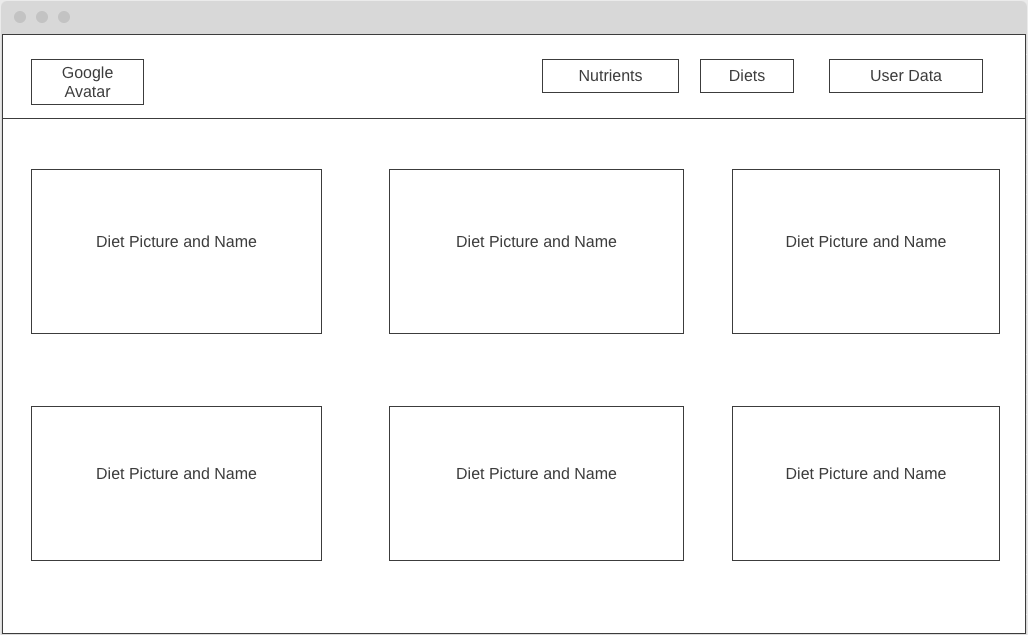 Google
Avatar
Nutrients
Diets
User Data
Diet Picture and Name
Diet Picture and Name
Diet Picture and Name
Diet Picture and Name
Diet Picture and Name
Diet Picture and Name